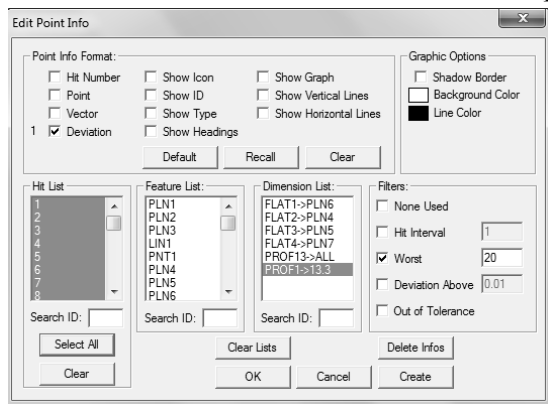 Edit Point Info
x
Point Info Format:
Hit Number
Show Icon
Show Graph
Point
Show ID
Show Vertical Lines
Vector
Show Type
Show Horizontal Lines
1 Deviation
Show Headings
Default
Recall
Clear
Graphic Options
Shadow Border
Background Color
Line Color
Hit List
1
2
3
4
5
6
7
8
Search ID:
Select All
Clear
Feature List:
PLN1
PLN2
PLN3
LIN1
PNT1
PLN4
PLN5
PLN6
Search ID:
Dimension List:
FLAT1->PLN6
FLAT2->PLN4
FLAT3->PLN5
FLAT4->PLN7
PROF13->ALL
PROF1->13.3
Search ID:
Filters:
None Used
Hit Interval 1
Worst 20
Deviation Above 0.01
Out of Tolerance
Clear Lists
Delete Infos
OK
Cancel
Create